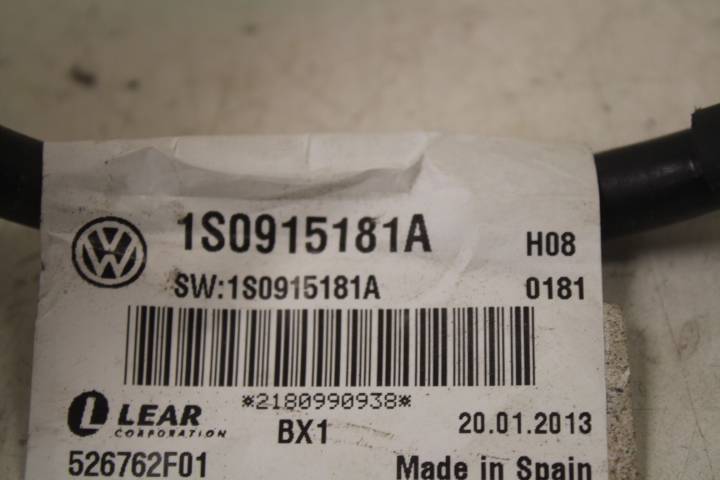 1S0915181A
H08
SW:1S0915181A
0181
*2180990938*
LEAR
CORPORATION
BX1
20.01.2013
526762F01
Made in Spain